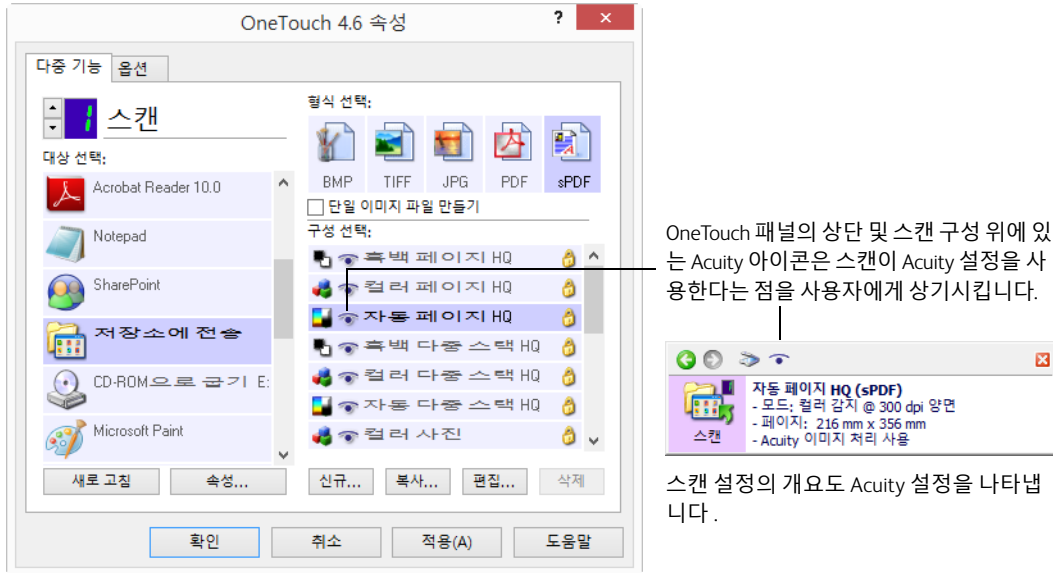 OneTouch 4.6 속성
?
다중 기능
옵션
스캔
대상 선택:
Acrobat Reader 10.0
Notepad
SharePoint
저장소에 전송
CD-ROM으로 굽기 E:
Microsoft Paint
새로 고침
속성...
형식 선택:
BMP TIFF JPG PDF sPDF
단일 이미지 파일 만들기
구성 선택:
흑백 페이지 HQ
컬러 페이지 HQ
자동 페이지 HQ
흑백 다중 스택 HQ
컬러 다중 스택 HQ
자동 다중 스택 HQ
컬러 사진
신규... 복사... 편집... 삭제
확인 취소 적용(A) 도움말
OneTouch 패널의 상단 및 스캔 구성 위에 있
는 Acuity 아이콘은 스캔이 Acuity 설정을 사
용한다는 점을 사용자에게 상기시킵니다.
자동 페이지 HQ (sPDF)
- 모드: 컬러 감지 @ 300 dpi 양면
- 페이지: 216 mm x 356 mm
- Acuity 이미지 처리 사용
스캔
스캔 설정의 개요도 Acuity 설정을 나타냅
니다 .